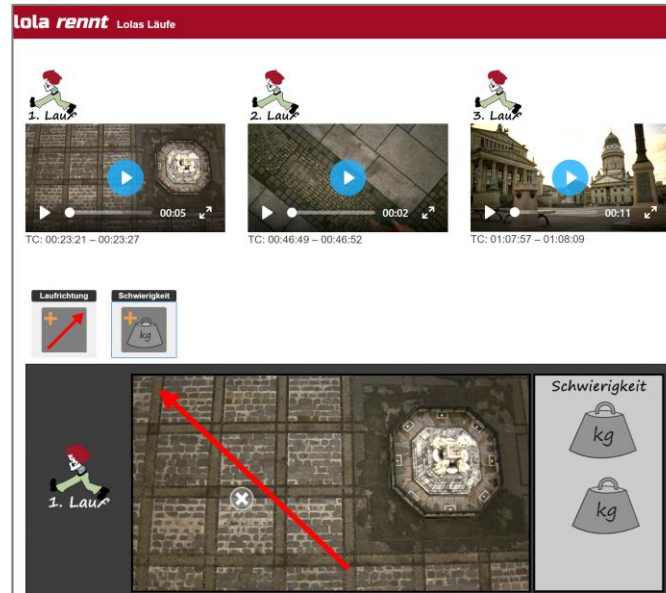 lola rennt Lolas Läufe
1. Lauf
2. Lauf
3. Lauf
00:05
00:02
00:11
TC: 00:23:21 – 00:23:27
TC: 00:46:49 – 00:46:52
TC: 01:07:57 – 01:08:09
Laufrichtung
Schwierigkeit
kg
Schwierigkeit
kg
1. Lauf
kg